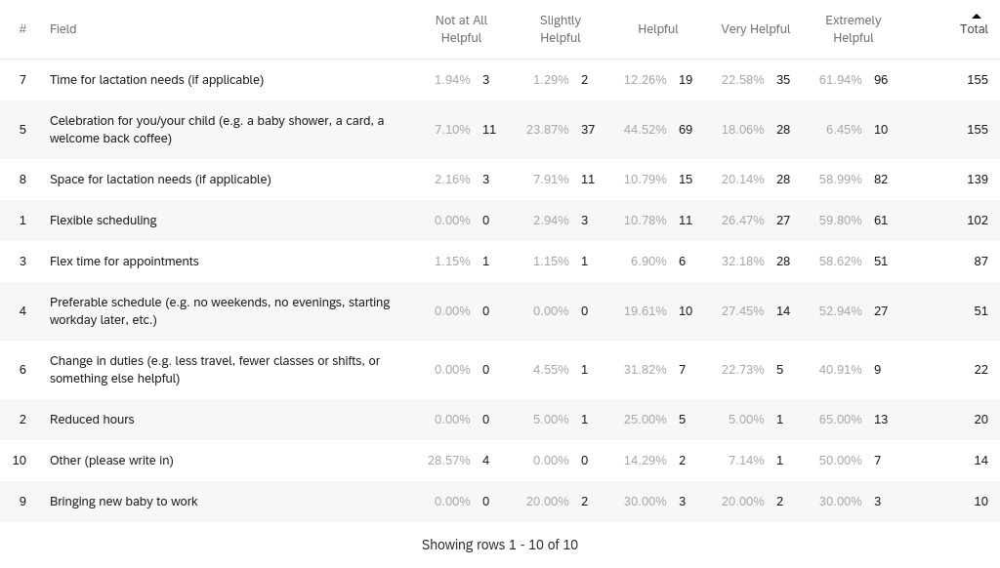 # Field Not at All Helpful Slightly Helpful Helpful Very Helpful Extremely Helpful Total
7 Time for lactation needs (if applicable) 1.94% 3 1.29% 2 12.26% 19 22.58% 35 61.94% 96 155
5 Celebration for you/your child (e.g. a baby shower, a card, a
welcome back coffee) 7.10% 11 23.87% 37 44.52% 69 18.06% 28 6.45% 10 155
8 Space for lactation needs (if applicable) 2.16% 3 7.91% 11 10.79% 15 20.14% 28 58.99% 82 139
1 Flexible scheduling 0.00% 0 2.94% 3 10.78% 11 26.47% 27 59.80% 61 102
3 Flex time for appointments 1.15% 1 1.15% 1 6.90% 6 32.18% 28 58.62% 51 87
4 Preferable schedule (e.g. no weekends, no evenings, starting
workday later, etc.) 0.00% 0 0.00% 0 19.61% 10 27.45% 14 52.94% 27 51
6 Change in duties (e.g. less travel, fewer classes or shifts, or
something else helpful) 0.00% 0 4.55% 1 31.82% 7 22.73% 5 40.91% 9 22
2 Reduced hours 0.00% 0 5.00% 1 25.00% 5 5.00% 1 65.00% 13 20
10 Other (please write in) 28.57% 4 0.00% 0 14.29% 2 7.14% 1 50.00% 7 14
9 Bringing new baby to work 0.00% 0 20.00% 2 30.00% 3 20.00% 2 30.00% 3 10
Showing rows 1 - 10 of 10